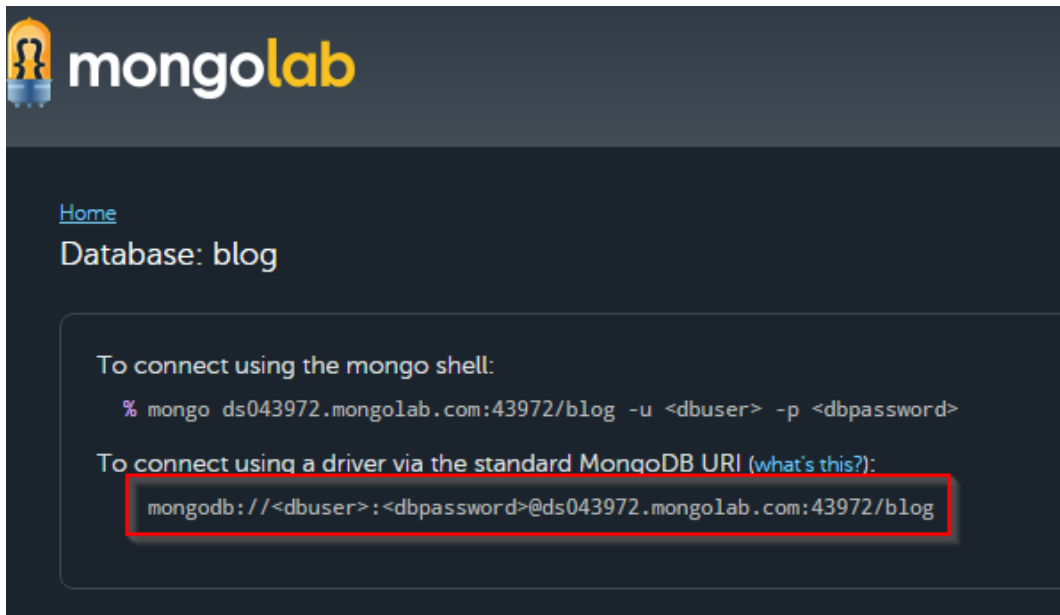 mongolab
Home
Database: blog
To connect using the mongo shell:
% mongo ds043972.mongolab.com:43972/blog -u <dbuser> -p <dbpassword>
To connect using a driver via the standard MongoDB URI (what's this?):
mongodb://<dbuser>:<dbpassword>@ds043972.mongolab.com:43972/blog